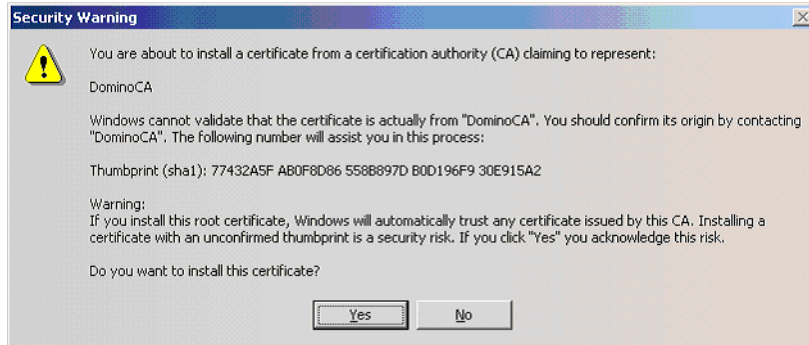 Security Warning
You are about to install a certificate from a certification authority (CA) claiming to represent:
DominoCA
Windows cannot validate that the certificate is actually from "DominoCA". You should confirm its origin by contacting
"DominoCA". The following number will assist you in this process:
Thumbprint (sha1): 77432A5F AB0F8D86 558B897D B0D196F9 30E915A2
Warning:
If you install this root certificate, Windows will automatically trust any certificate issued by this CA. Installing a
certificate with an unconfirmed thumbprint is a security risk. If you click "Yes" you acknowledge this risk.
Do you want to install this certificate?
Yes
No